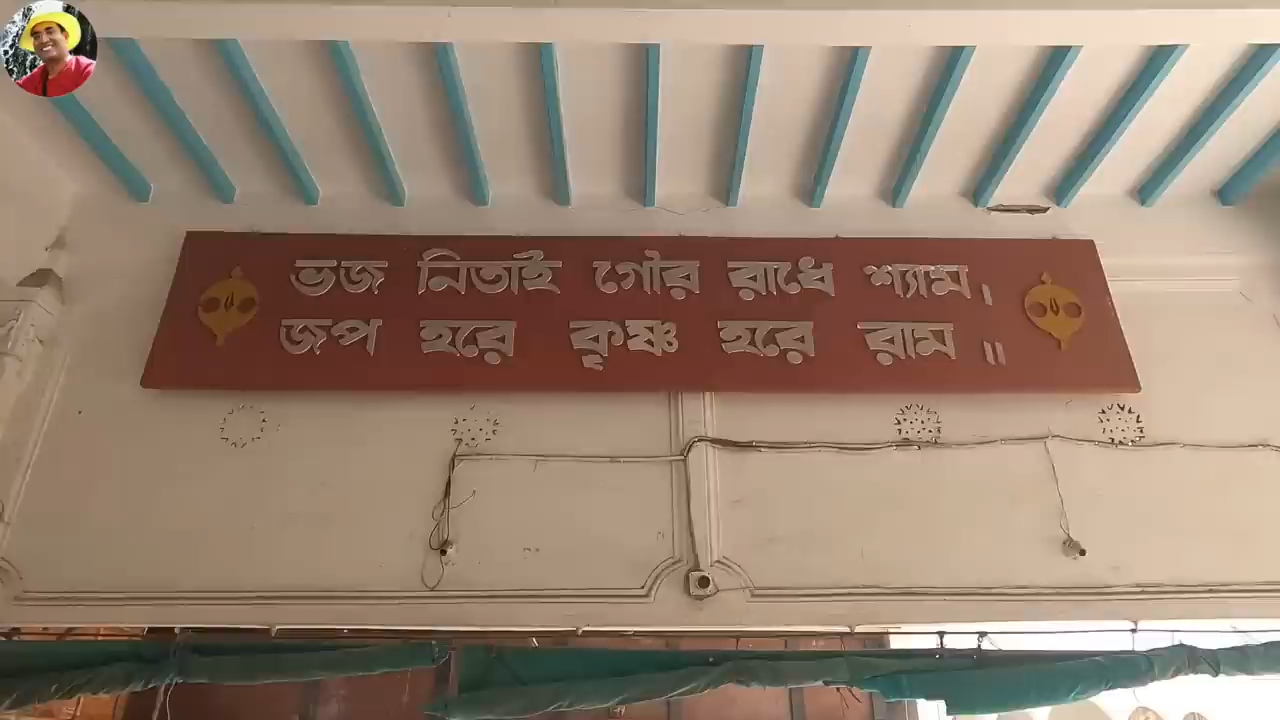 ভজ নিতাই গৌর রাধে শ্যাম।
জপ হরে কৃষ্ণ হরে রাম॥